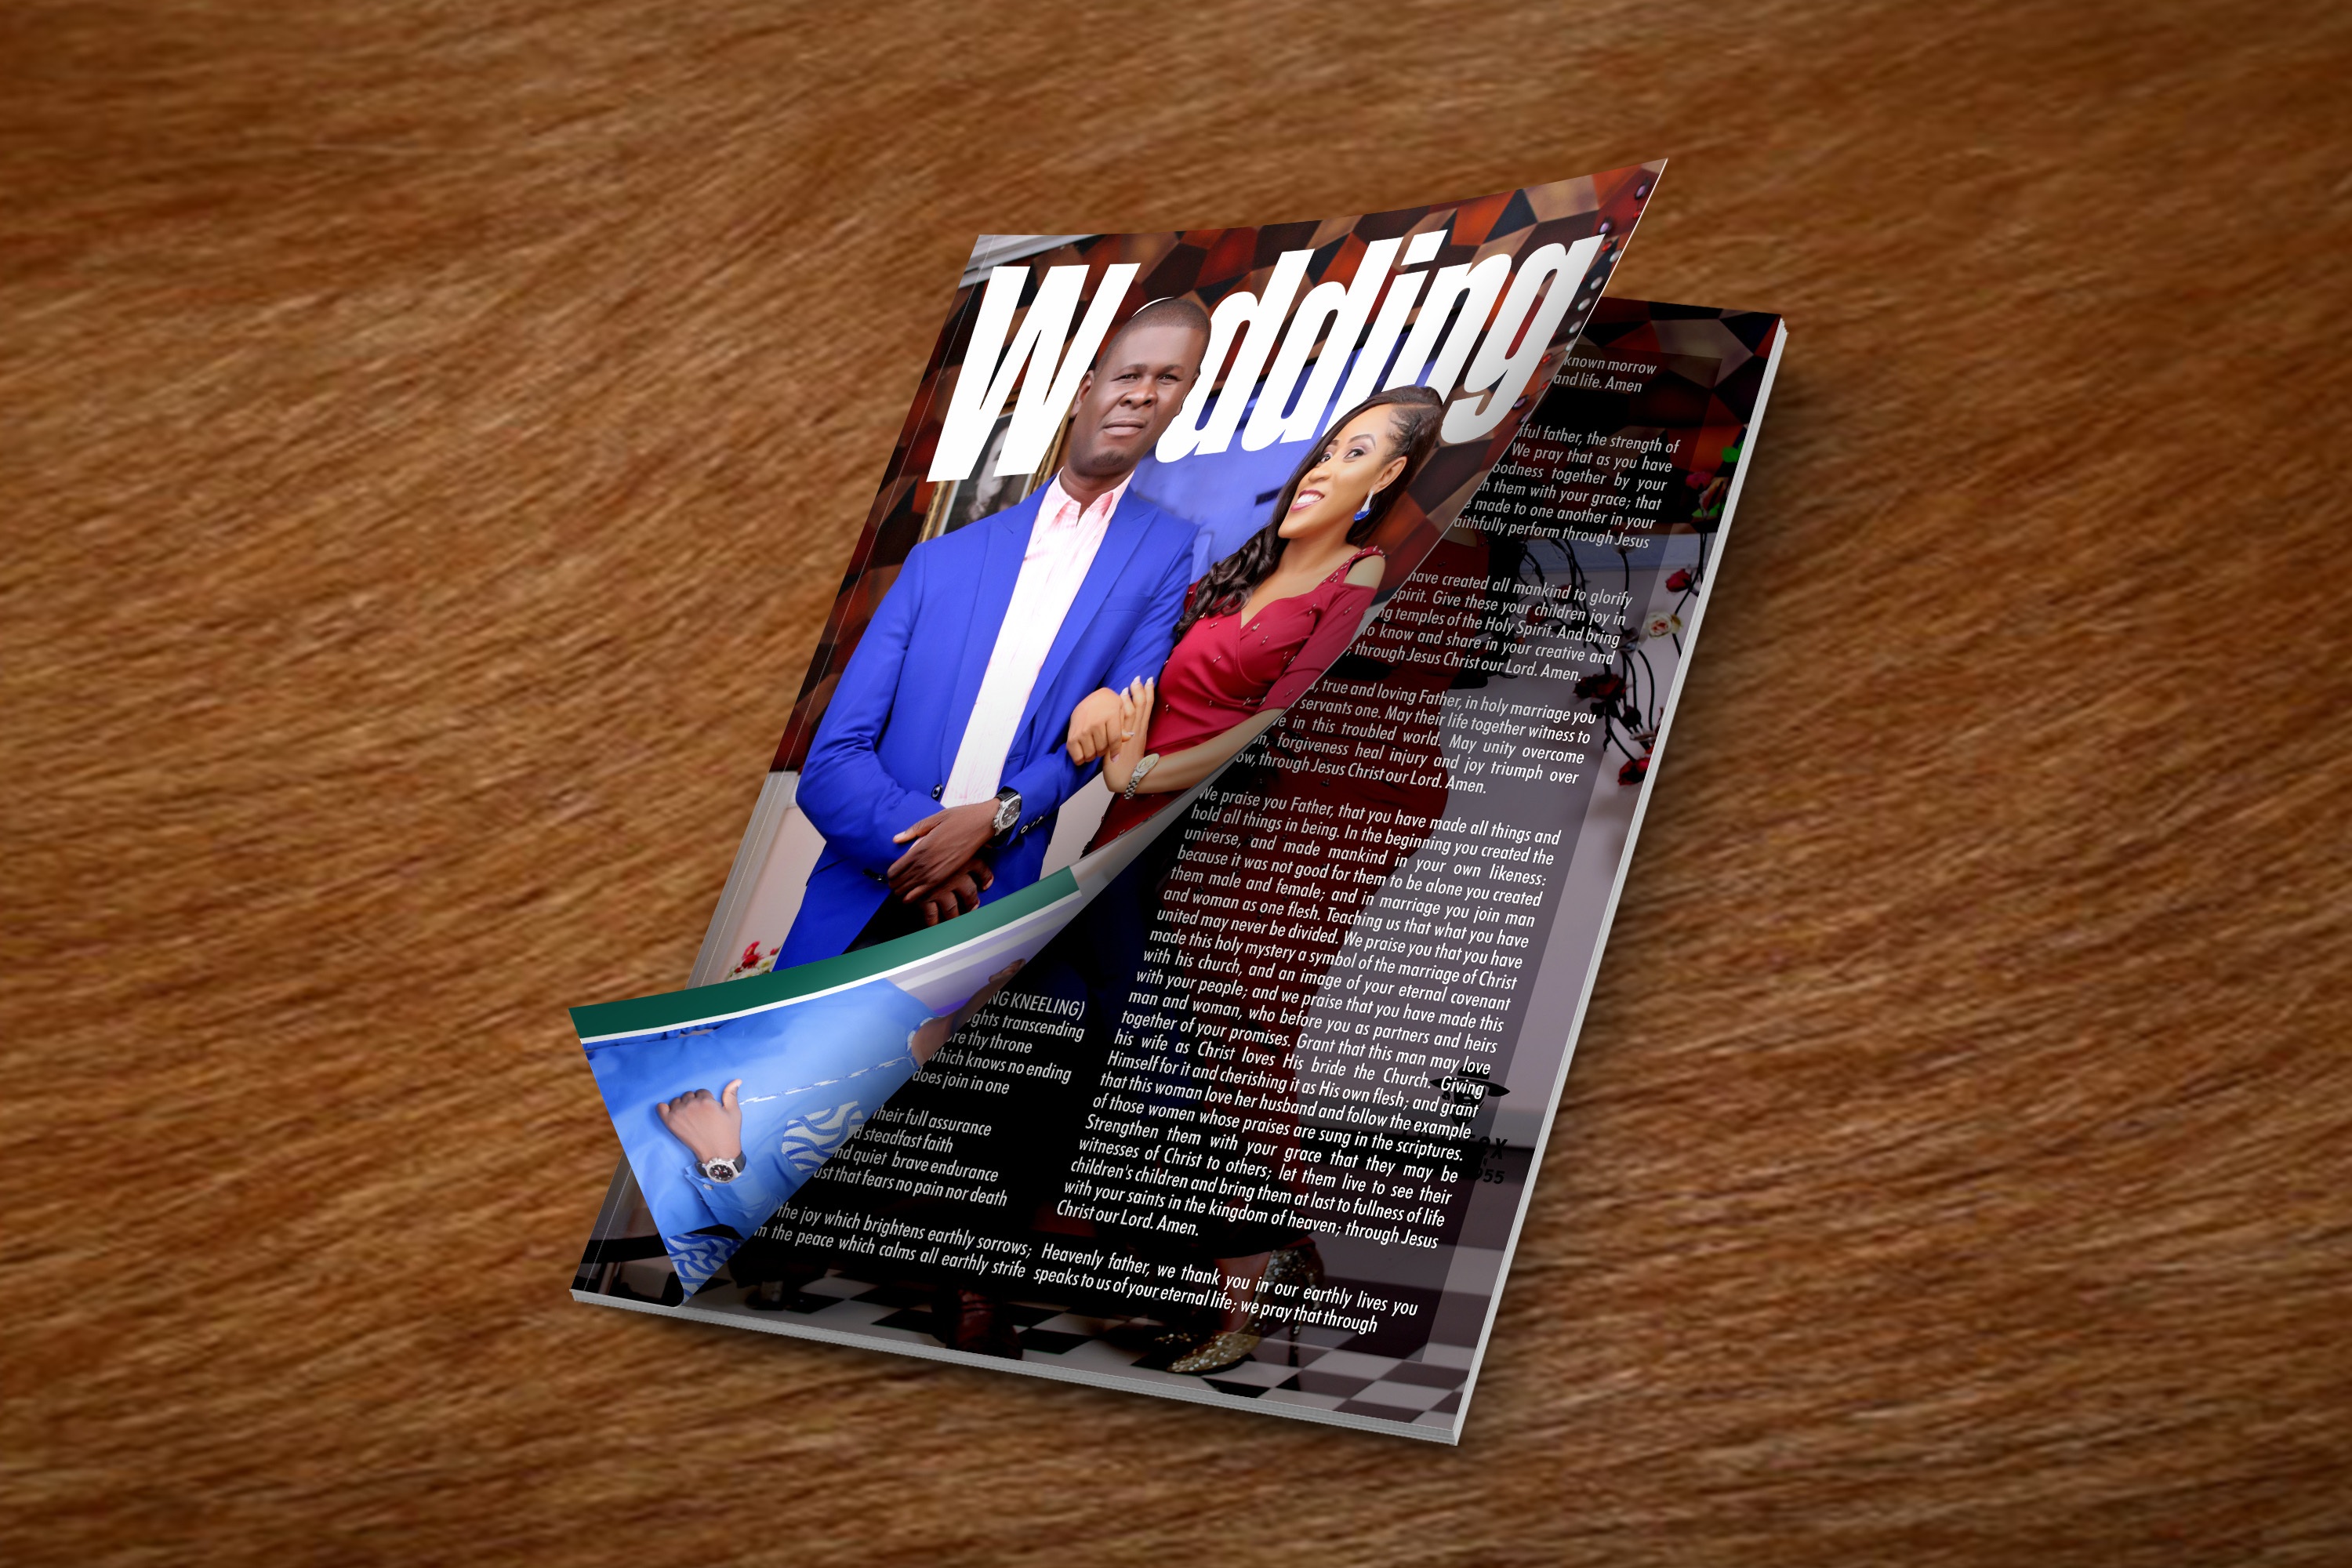 Wedding
known morrow
and life. Amen
father, the strength of
We pray that as you have
together by your
them with your grace; that
made to one another in your
perform through Jesus
have created all mankind to glorify
Spirit. Give these your children joy in
temples of the Holy Spirit. And bring
to know and share in your creative and
; through Jesus Christ our Lord. Amen.
, true and loving Father, in holy marriage you
servants one. May their life together witness to
in this troubled world. May unity overcome
forgiveness heal injury and joy triumph over
, through Jesus Christ our Lord. Amen.
We praise you Father, that you have made all things and
hold all things in being. In the beginning you created the
universe, and made mankind in your own likeness:
because it was not good for them to be alone you created
them male and female; and in marriage you join man
and woman as one flesh. Teaching us that what you have
united may never be divided. We praise you that you have
made this holy mystery a symbol of the marriage of Christ
with his church, and an image of your eternal covenant
with your people; and we praise that you have made this
man and woman, who before you as partners and heirs
together of your promises. Grant that this man may love
his wife as Christ loves His bride the Church. Giving
Himself for it and cherishing it as His own flesh; and grant
that this woman love her husband and follow the example
of those women whose praises are sung in the scriptures.
Strengthen them with your grace that they may be
witnesses of Christ to others; let them live to see their
children's children and bring them at last to fullness of life
with your saints in the kingdom of heaven; through Jesus
Christ our Lord. Amen.
Heavenly father, we thank you in our earthly lives you
speaks to us of your eternal life; we pray that through
KNEELING)
transcending
thy throne
which knows no ending
does join in one
their full assurance
steadfast faith
quiet brave endurance
that fears no pain nor death
the joy which brightens earthly sorrows;
the peace which calms all earthly strife